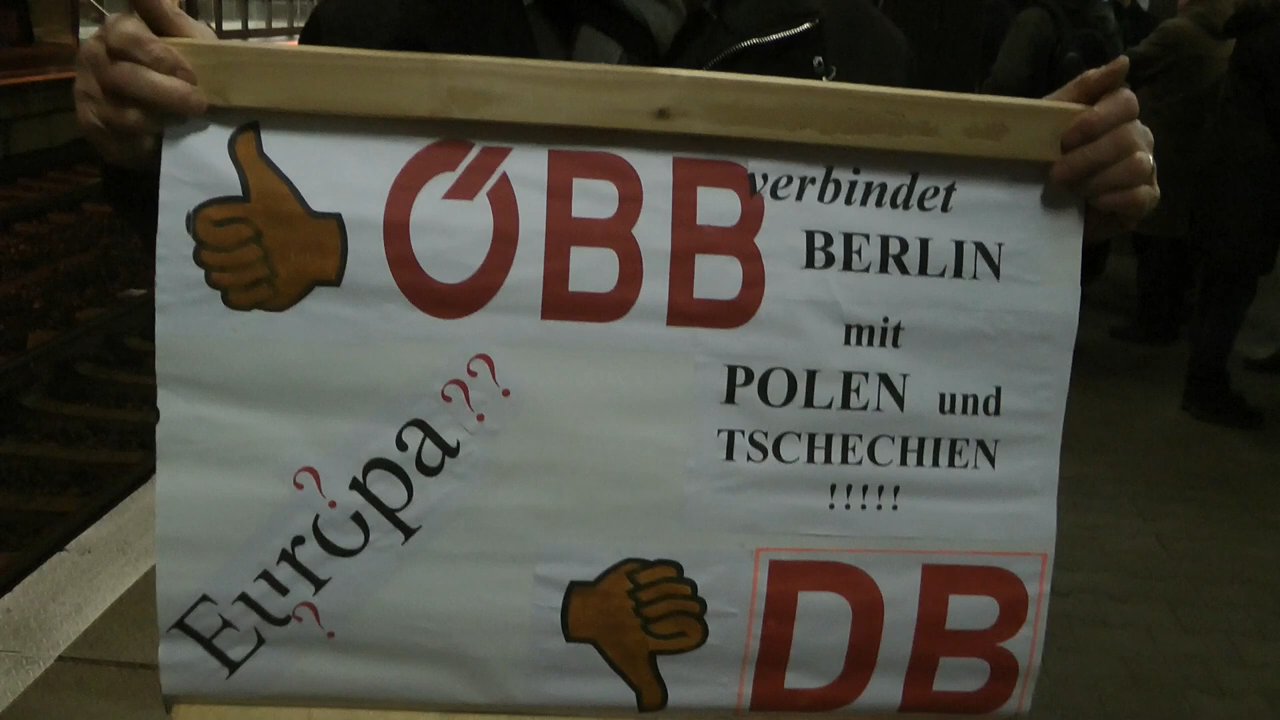 ÖBB verbindet
BERLIN
mit
POLEN und
TSCHECHIEN
!!!!!
Europa??
?
?
DB